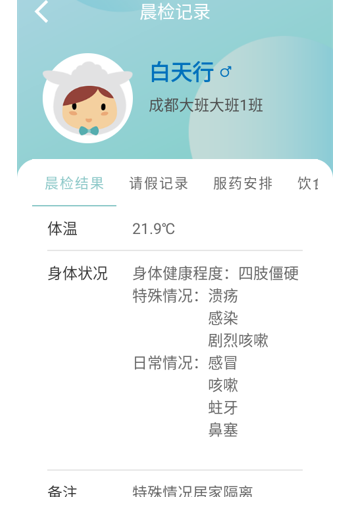 晨检记录
白天行♂
成都大班大班1班
晨检结果 请假记录 服药安排
体温 21.9℃
身体状况 身体健康程度：四肢僵硬
特殊情况：溃疡
感染
剧烈咳嗽
日常情况：感冒
咳嗽
蛀牙
鼻塞
备注 特殊情况居家隔离